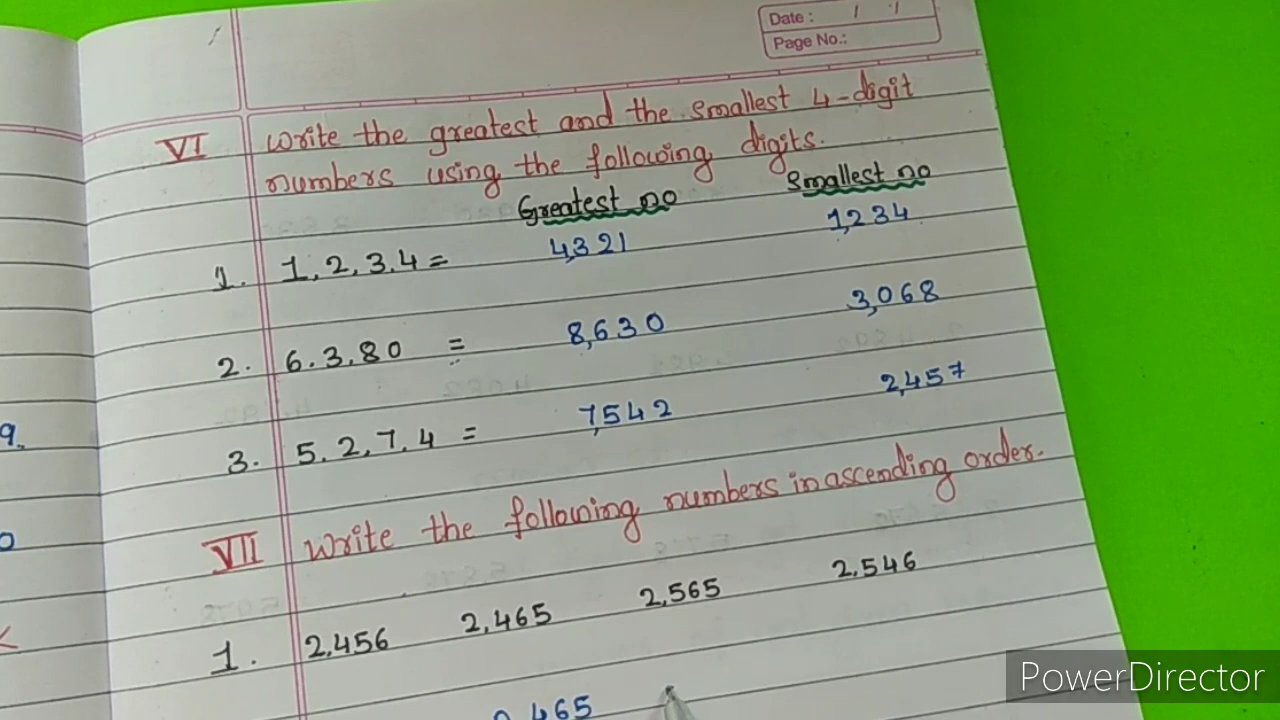 Date : / /
Page No.:
VI Write the greatest and the smallest 4-digit
numbers using the following digits.
Greatest no Smallest no
1. 1,2,3,4 = 4,321 1,234
2. 6.3.80 = 8,630 3,068
3. 5,2,7,4 = 7,542 2,457
VII Write the following numbers in ascending order.
9.
1. 2,456 2,465 2,565 2,546
PowerDirector